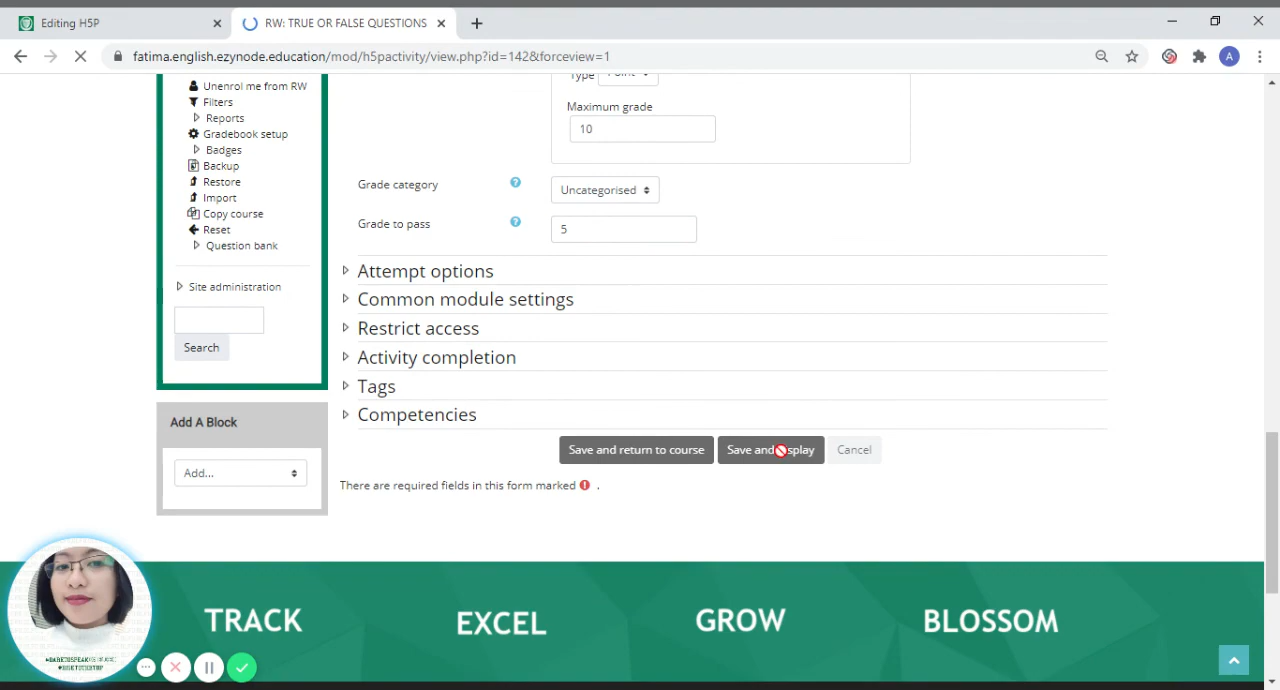 Editing H5P
RW: TRUE OR FALSE QUESTIONS
fatima.english.ezynode.education/mod/h5pactivity/view.php?id=142&forceview=1
A
Type Point
Unenrol me from RW
Filters
Reports
Gradebook setup
Badges
Backup
Restore
Import
Copy course
Reset
Question bank
Site administration
Search
Add A Block
Add...
Maximum grade
10
Grade category
Uncategorised
Grade to pass
5
Attempt options
Common module settings
Restrict access
Activity completion
Tags
Competencies
Save and return to course
Save and display
Cancel
There are required fields in this form marked .
TRACK
EXCEL
GROW
BLOSSOM